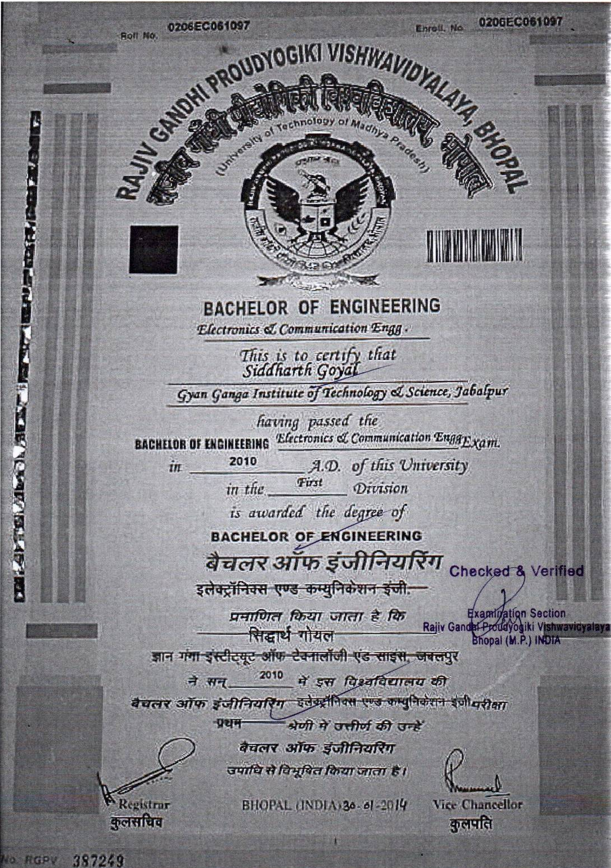 Roll No. 0206EC061097
Enroll. No. 0206EC061097
RAJIV GANDHI PROUDYOGIKI VISHWAVIDYALAYA, BHOPAL
राजीव गाँधी प्रौद्योगिकी विश्वविद्यालय, भोपाल
(University of Technology of Madhya Pradesh)
BACHELOR OF ENGINEERING
Electronics & Communication Engg.
This is to certify that
Siddharth Goyal
Gyan Ganga Institute of Technology & Science, Jabalpur
having passed the
BACHELOR OF ENGINEERING Electronics & Communication Engg Exam.
in 2010 A.D. of this University
in the First Division
is awarded the degree of
BACHELOR OF ENGINEERING
बैचलर ऑफ इंजीनियरिंग
इलेक्ट्रॉनिक्स एण्ड कम्युनिकेशन इंजी.
प्रमाणित किया जाता है कि
सिद्धार्थ गोयल
ज्ञान गंगा इंस्टीट्यूट ऑफ टेक्नालॉजी एंड साइंस, जबलपुर
ने सन् 2010 में इस विश्वविद्यालय की
बैचलर ऑफ इंजीनियरिंग इलेक्ट्रॉनिक्स एण्ड कम्युनिकेशन इंजी परीक्षा
प्रथम श्रेणी में उत्तीर्ण की उन्हें
बैचलर ऑफ इंजीनियरिंग
उपाधि से विभूषित किया जाता है।
Checked & Verified
Examination Section
Rajiv Gandhi Proudyogiki Vishwavidyalaya
Bhopal (M.P.) INDIA
Registrar
कुलसचिव
BHOPAL (INDIA) 30-01-2014
Vice Chancellor
कुलपति
No. RGPV 387249